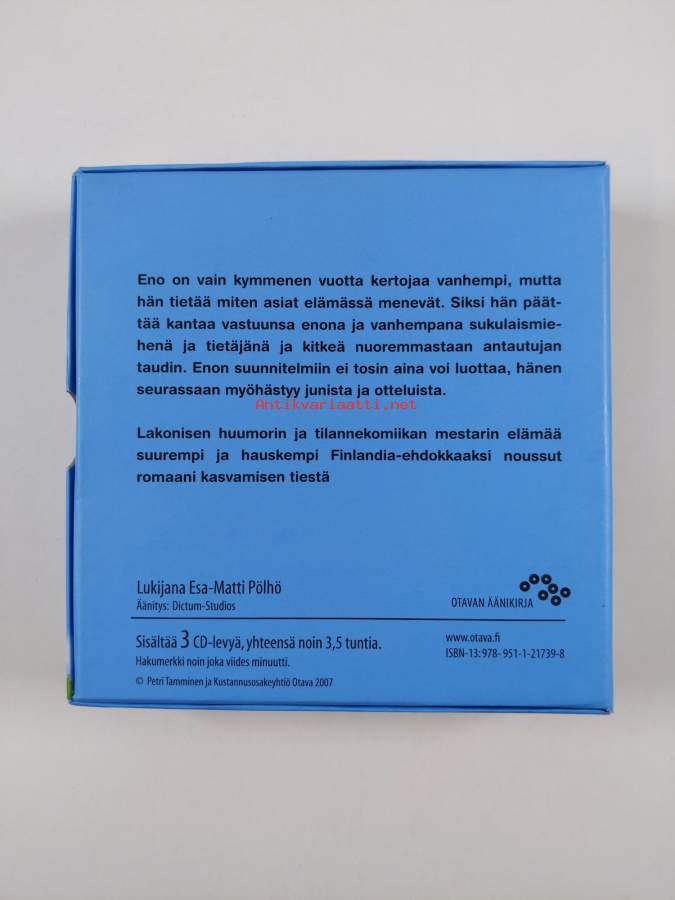 Eno on vain kymmenen vuotta kertojaa vanhempi, mutta
hän tietää miten asiat elämässä menevät. Siksi hän päät-
tää kantaa vastuunsa enona ja vanhempana sukulaismie-
henä ja tietäjänä ja kitkeä nuoremmastaan antautujan
taudin. Enon suunnitelmiin ei tosin aina voi luottaa, hänen
seurassaan myöhästyy junista ja otteluista.
Antikvariaatti.net
Lakonisen huumorin ja tilannekomiikan mestarin elämää
suurempi ja hauskempi Finlandia-ehdokkaaksi noussut
romaani kasvamisen tiestä
Lukijana Esa-Matti Pölhö
Äänitys: Dictum-Studios
OTAVAN ÄÄNIKIRJA
Sisältää 3 CD-levyä, yhteensä noin 3,5 tuntia.
Hakumerkki noin joka viides minuutti.
© Petri Tamminen ja Kustannusosakeyhtiö Otava 2007
www.otava.fi
ISBN-13: 978- 951-1-21739-8